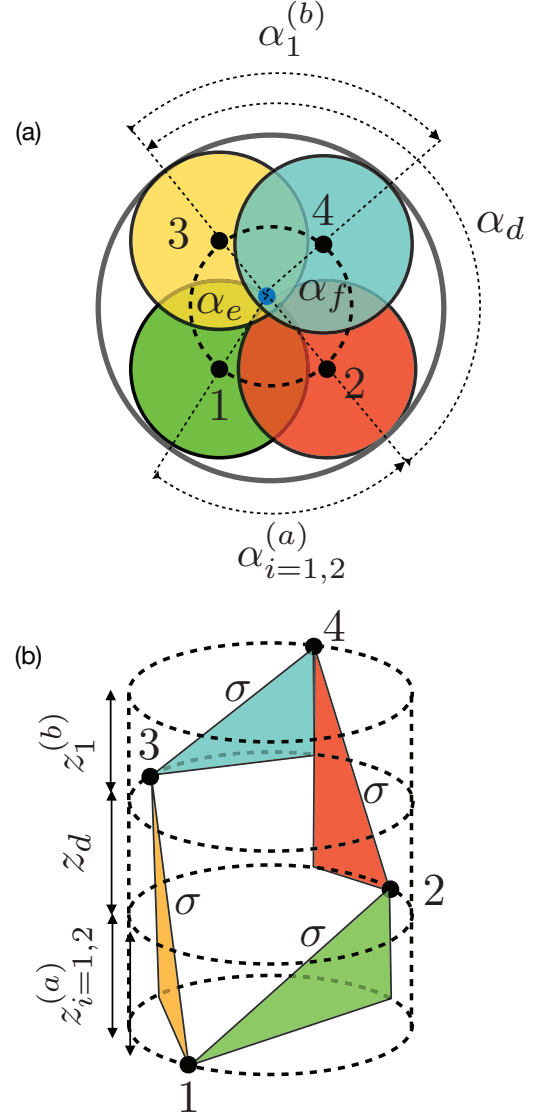 α_1^{(b)}
(a)
3
4
α_d
α_e
α_f
1
2
α_{i=1,2}^{(a)}
(b)
4
σ
3
z_1^{(b)}
z_d
σ
σ
σ
2
z_{i=1,2}^{(a)}
1